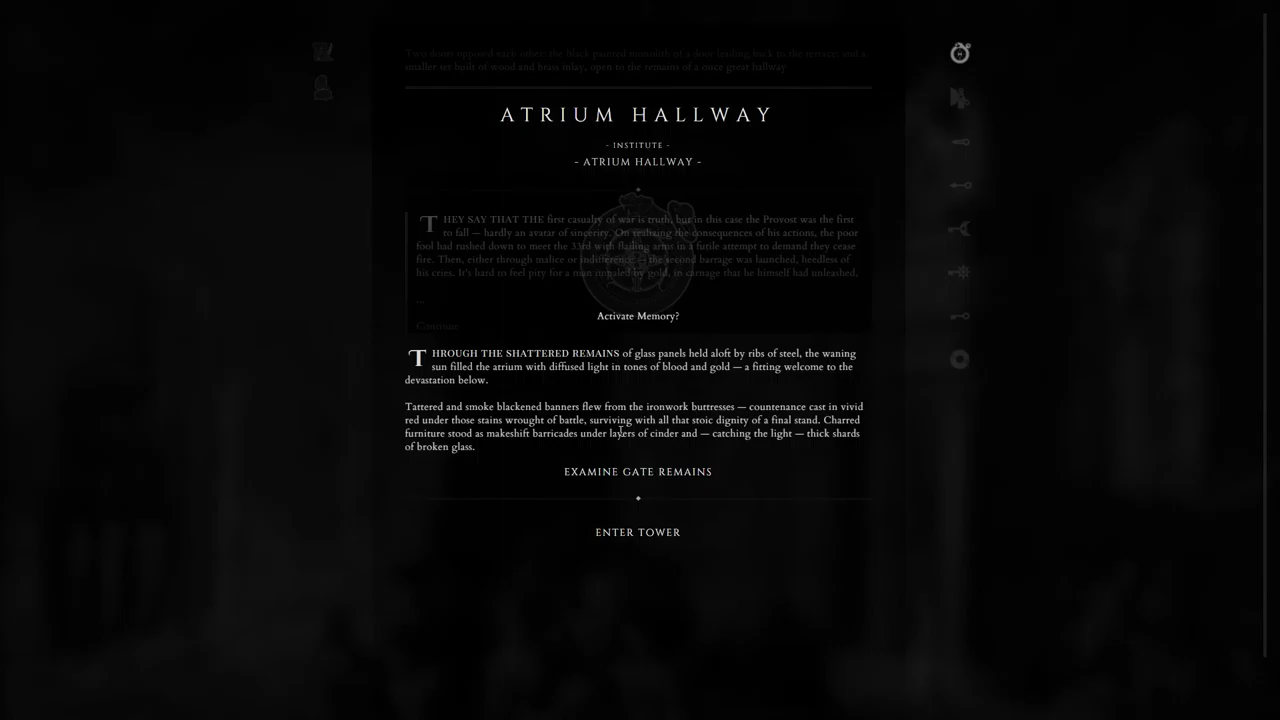 Two doors opposed each other: the black painted monolith of a door leading back to the terrace and a
smaller set built of wood and brass inlay, open to the remains of a once great hallway
ATRIUM HALLWAY
- INSTITUTE -
- ATRIUM HALLWAY -
THEY SAY THAT THE first casualty of war is truth, but in this case the Provost was the first
to fall — hardly an avatar of sincerity. On realizing the consequences of his actions, the poor
fool had rushed down to meet the 33rd with flailing arms in a futile attempt to demand they cease
fire. Then, either through malice or indifference — the second barrage was launched, heedless of
his cries. It's hard to feel pity for a man impaled by gold, in carnage that he himself had unleashed,
...
Continue
Activate Memory?
THROUGH THE SHATTERED REMAINS of glass panels held aloft by ribs of steel, the waning
sun filled the atrium with diffused light in tones of blood and gold — a fitting welcome to the
devastation below.
Tattered and smoke blackened banners flew from the ironwork buttresses — countenance cast in vivid
red under those stains wrought of battle, surviving with all that stoic dignity of a final stand. Charred
furniture stood as makeshift barricades under layers of cinder and — catching the light — thick shards
of broken glass.
EXAMINE GATE REMAINS
ENTER TOWER